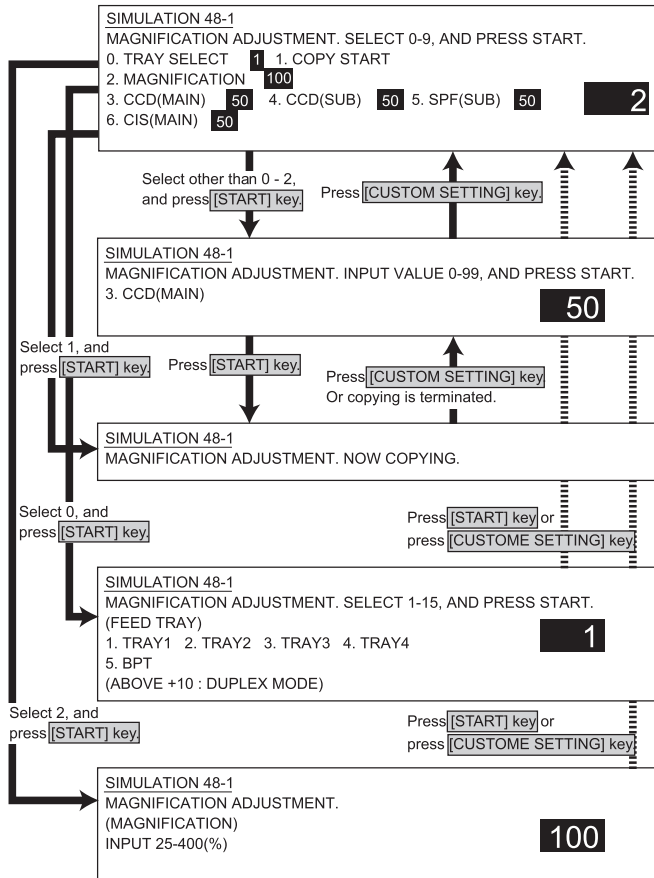 SIMULATION 48-1
MAGNIFICATION ADJUSTMENT. SELECT 0-9, AND PRESS START.
0. TRAY SELECT 1 1. COPY START
2. MAGNIFICATION 100
3. CCD(MAIN) 50 4. CCD(SUB) 50 5. SPF(SUB) 50
2
6. CIS(MAIN) 50
Select other than 0 - 2,
and press [START] key.
Press [CUSTOM SETTING] key.
SIMULATION 48-1
MAGNIFICATION ADJUSTMENT. INPUT VALUE 0-99, AND PRESS START.
3. CCD(MAIN)
50
Select 1, and
press [START] key.
Press [START] key.
Press [CUSTOM SETTING] key
Or copying is terminated.
SIMULATION 48-1
MAGNIFICATION ADJUSTMENT. NOW COPYING.
Select 0, and
press [START] key.
Press [START] key or
press [CUSTOME SETTING] key
SIMULATION 48-1
MAGNIFICATION ADJUSTMENT. SELECT 1-15, AND PRESS START.
(FEED TRAY)
1. TRAY1 2. TRAY2 3. TRAY3 4. TRAY4
1
5. BPT
(ABOVE +10 : DUPLEX MODE)
Select 2, and
press [START] key.
Press [START] key or
press [CUSTOME SETTING] key
SIMULATION 48-1
MAGNIFICATION ADJUSTMENT.
(MAGNIFICATION)
INPUT 25-400(%)
100